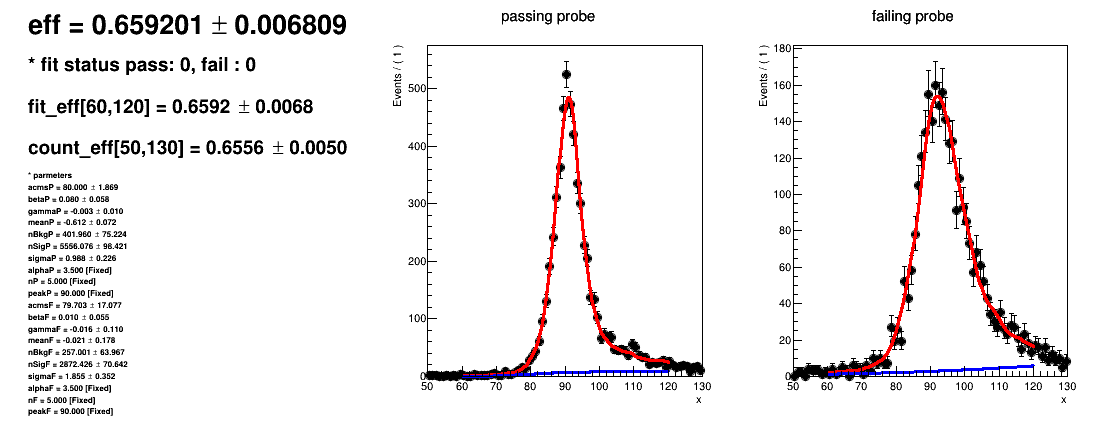 eff = 0.659201 ± 0.006809
* fit status pass: 0, fail : 0
fit_eff[60,120] = 0.6592 ± 0.0068
count_eff[50,130] = 0.6556 ± 0.0050
* parmeters
acmsP = 80.000 ± 1.869
betaP = 0.080 ± 0.058
gammaP = -0.003 ± 0.010
meanP = -0.612 ± 0.072
nBkgP = 401.960 ± 75.224
nSigP = 5556.076 ± 98.421
sigmaP = 0.988 ± 0.226
alphaP = 3.500 [Fixed]
nP = 5.000 [Fixed]
peakP = 90.000 [Fixed]
acmsF = 79.703 ± 17.077
betaF = 0.010 ± 0.055
gammaF = -0.016 ± 0.110
meanF = -0.021 ± 0.178
nBkgF = 257.001 ± 63.967
nSigF = 2872.426 ± 70.642
sigmaF = 1.855 ± 0.352
alphaF = 3.500 [Fixed]
nF = 5.000 [Fixed]
peakF = 90.000 [Fixed]
passing probe
Events / ( 1 )
500
400
300
200
100
0
50 60 70 80 90 100 110 120 130
x
failing probe
Events / ( 1 )
180
160
140
120
100
80
60
40
20
0
50 60 70 80 90 100 110 120 130
x